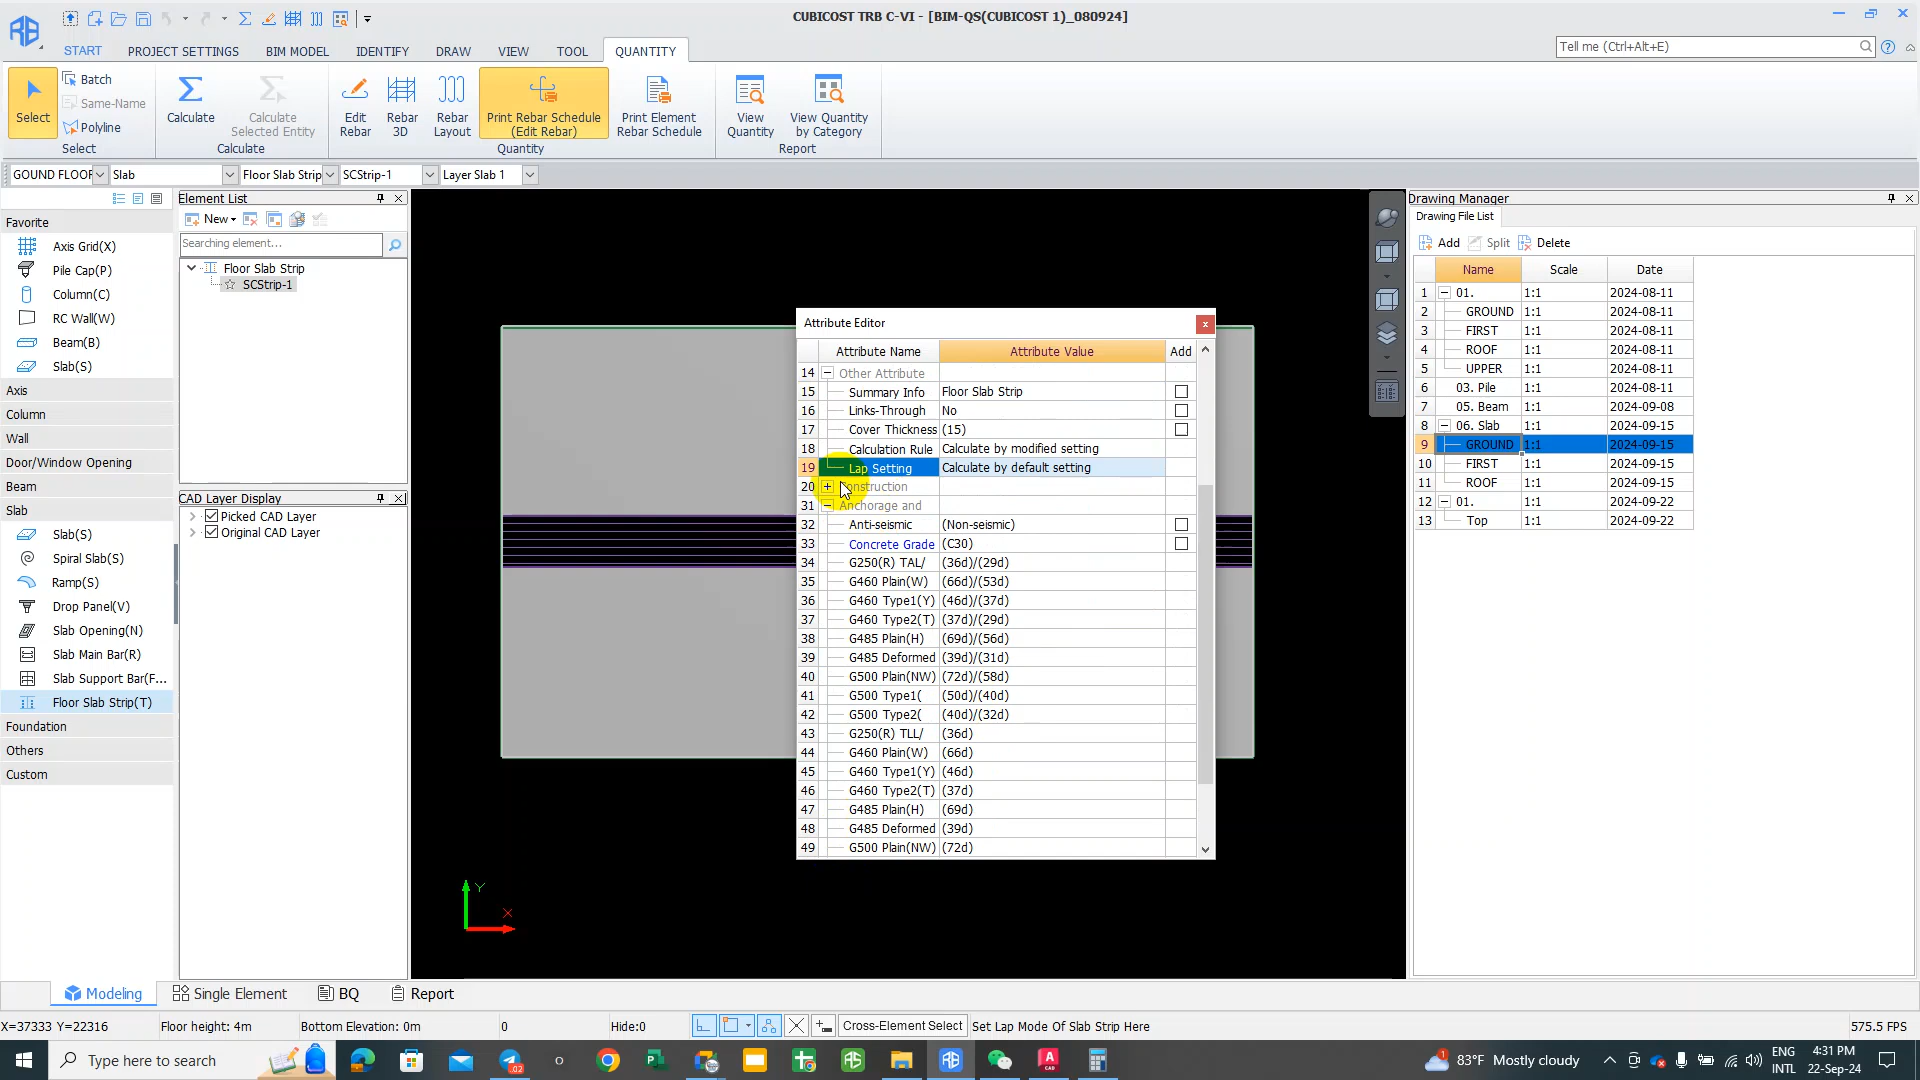 CUBICOST TRB C-VI - [BIM-QS(CUBICOST 1)_080924]
START PROJECT SETTINGS BIM MODEL IDENTIFY DRAW VIEW TOOL QUANTITY
Tell me (Ctrl+Alt+E)
Select
Batch
Same-Name
Polyline
Select
Calculate
Calculate
Selected Entity
Calculate
Edit
Rebar
Rebar
3D
Rebar
Layout
Print Rebar Schedule
(Edit Rebar)
Print Element
Rebar Schedule
Quantity
View
Quantity
View Quantity
by Category
Report
GOUND FLOOF Slab Floor Slab Strip SCStrip-1 Layer Slab 1
Favorite
Axis Grid(X)
Pile Cap(P)
Column(C)
RC Wall(W)
Beam(B)
Slab(S)
Axis
Column
Wall
Door/Window Opening
Beam
Slab
Slab(S)
Spiral Slab(S)
Ramp(S)
Drop Panel(V)
Slab Opening(N)
Slab Main Bar(R)
Slab Support Bar(F...
Floor Slab Strip(T)
Foundation
Others
Custom
Element List
New
Searching element...
Floor Slab Strip
SCStrip-1
CAD Layer Display
Picked CAD Layer
Original CAD Layer
Y
X
Attribute Editor
Attribute Name Attribute Value Add
14 Other Attribute
15 Summary Info Floor Slab Strip
16 Links-Through No
17 Cover Thickness (15)
18 Calculation Rule Calculate by modified setting
19 Lap Setting Calculate by default setting
20 onstruction
31 Anchorage and
32 Anti-seismic (Non-seismic)
33 Concrete Grade (C30)
34 G250(R) TAL/ (36d)/(29d)
35 G460 Plain(W) (66d)/(53d)
36 G460 Type1(Y) (46d)/(37d)
37 G460 Type2(T) (37d)/(29d)
38 G485 Plain(H) (69d)/(56d)
39 G485 Deformed (39d)/(31d)
40 G500 Plain(NW) (72d)/(58d)
41 G500 Type1( (50d)/(40d)
42 G500 Type2( (40d)/(32d)
43 G250(R) TLL/ (36d)
44 G460 Plain(W) (66d)
45 G460 Type1(Y) (46d)
46 G460 Type2(T) (37d)
47 G485 Plain(H) (69d)
48 G485 Deformed (39d)
49 G500 Plain(NW) (72d)
Drawing Manager
Drawing File List
Add Split Delete
Name Scale Date
1 01. 1:1 2024-08-11
2 GROUND 1:1 2024-08-11
3 FIRST 1:1 2024-08-11
4 ROOF 1:1 2024-08-11
5 UPPER 1:1 2024-08-11
6 03. Pile 1:1 2024-08-11
7 05. Beam 1:1 2024-09-08
8 06. Slab 1:1 2024-09-15
9 GROUND 1:1 2024-09-15
10 FIRST 1:1 2024-09-15
11 ROOF 1:1 2024-09-15
12 01. 1:1 2024-09-22
13 Top 1:1 2024-09-22
Modeling Single Element BQ Report
X=37333 Y=22316 Floor height: 4m Bottom Elevation: 0m 0 Hide:0 Cross-Element Select Set Lap Mode Of Slab Strip Here 575.5 FPS
Type here to search
83°F Mostly cloudy
ENG
INTL
4:31 PM
22-Sep-24